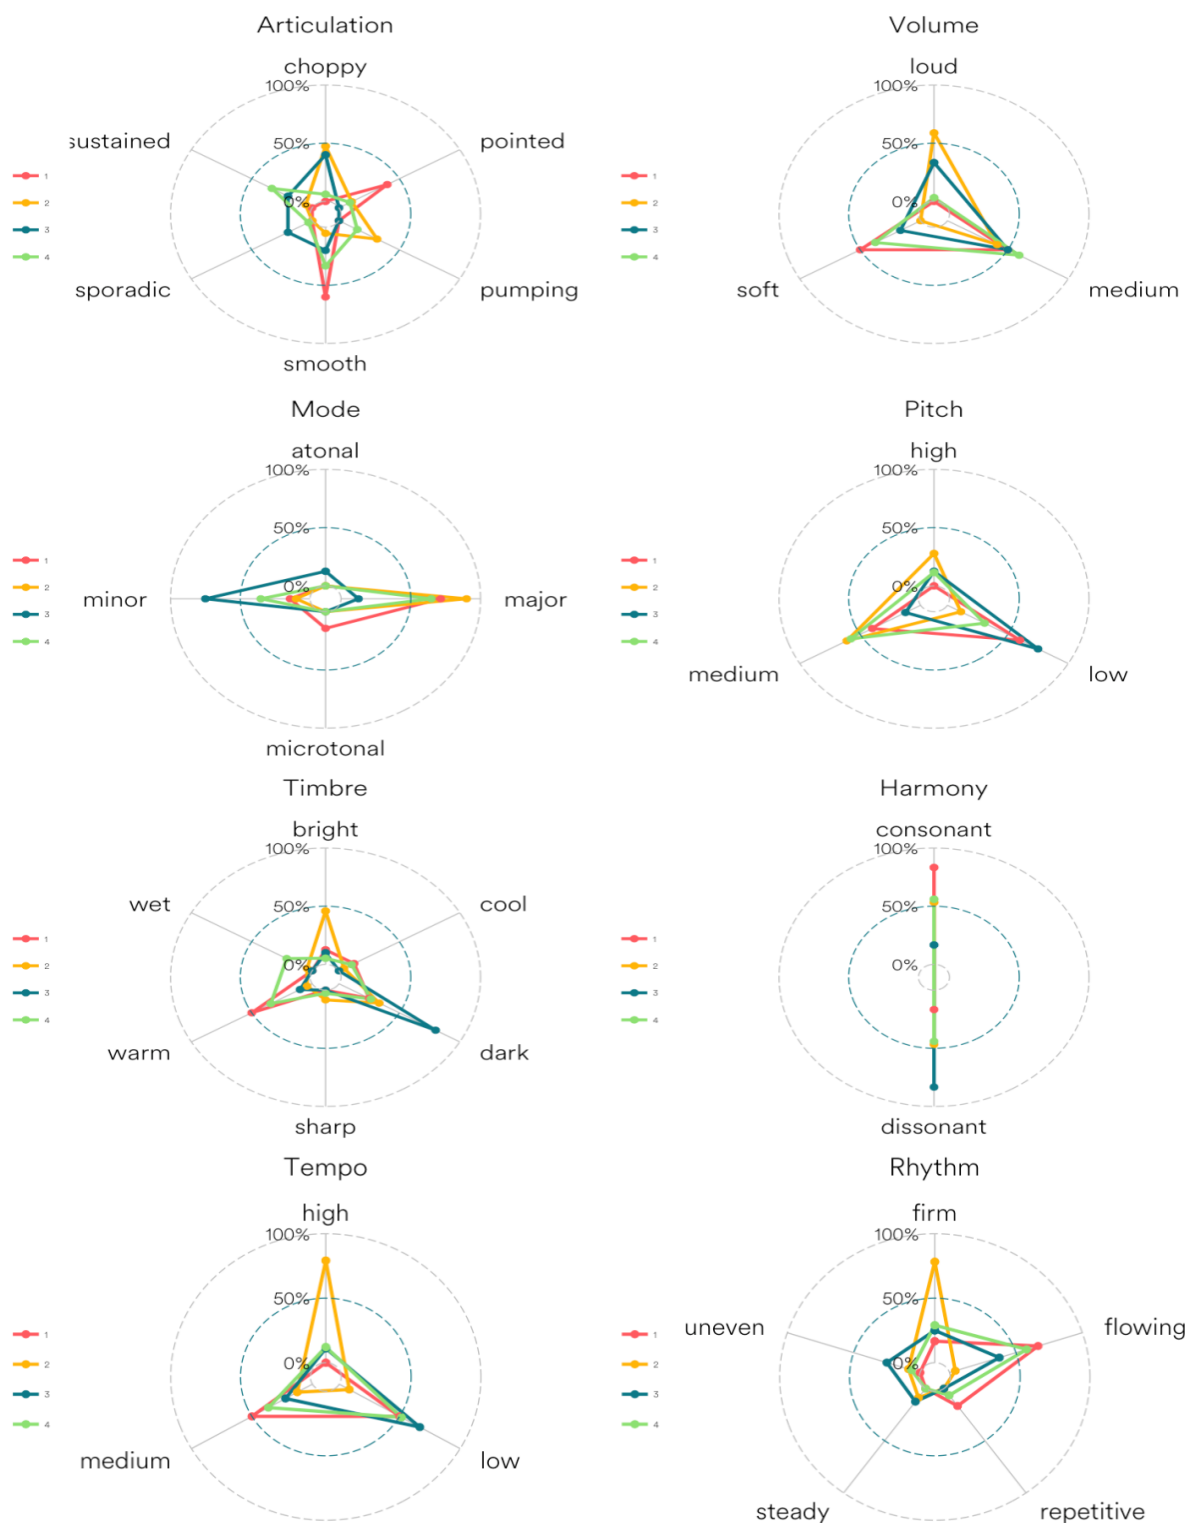 Articulation
choppy
100%
sustained
50%
pointed
0%
1
2
3
4
sporadic
pumping
smooth
Volume
loud
100%
50%
0%
1
2
3
4
soft
medium
Mode
atonal
100%
50%
0%
1
2
3
4
minor
major
microtonal
Pitch
high
100%
50%
0%
1
2
3
4
medium
low
Timbre
bright
100%
wet
50%
cool
0%
1
2
3
4
warm
dark
sharp
Harmony
consonant
100%
50%
0%
1
2
3
4
dissonant
Tempo
high
100%
50%
0%
1
2
3
4
medium
low
Rhythm
firm
100%
50%
uneven
flowing
0%
1
2
3
4
steady
repetitive